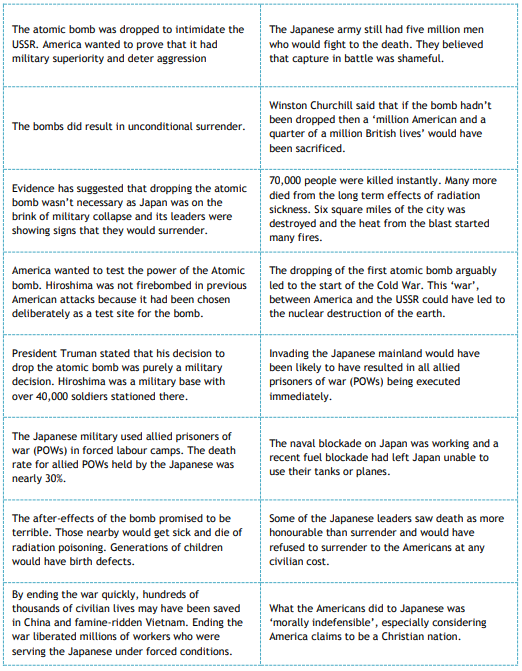 The atomic bomb was dropped to intimidate the
USSR. America wanted to prove that it had
military superiority and deter aggression
The Japanese army still had five million men
who would fight to the death. They believed
that capture in battle was shameful.
The bombs did result in unconditional surrender.
Winston Churchill said that if the bomb hadn't
been dropped then a 'million American and a
quarter of a million British lives' would have
been sacrificed.
Evidence has suggested that dropping the atomic
bomb wasn't necessary as Japan was on the
brink of military collapse and its leaders were
showing signs that they would surrender.
70,000 people were killed instantly. Many more
died from the long term effects of radiation
sickness. Six square miles of the city was
destroyed and the heat from the blast started
many fires.
America wanted to test the power of the Atomic
bomb. Hiroshima was not firebombed in previous
American attacks because it had been chosen
deliberately as a test site for the bomb.
The dropping of the first atomic bomb arguably
led to the start of the Cold War. This 'war',
between America and the USSR could have led to
the nuclear destruction of the earth.
President Truman stated that his decision to
drop the atomic bomb was purely a military
decision. Hiroshima was a military base with
over 40,000 soldiers stationed there.
Invading the Japanese mainland would have
been likely to have resulted in all allied
prisoners of war (POWs) being executed
immediately.
The Japanese military used allied prisoners of
war (POWs) in forced labour camps. The death
rate for allied POWs held by the Japanese was
nearly 30%.
The naval blockade on Japan was working and a
recent fuel blockade had left Japan unable to
use their tanks or planes.
The after-effects of the bomb promised to be
terrible. Those nearby would get sick and die of
radiation poisoning. Generations of children
would have birth defects.
Some of the Japanese leaders saw death as more
honourable than surrender and would have
refused to surrender to the Americans at any
civilian cost.
By ending the war quickly, hundreds of
thousands of civilian lives may have been saved
in China and famine-ridden Vietnam. Ending the
war liberated millions of workers who were
serving the Japanese under forced conditions.
What the Americans did to Japanese was
'morally indefensible', especially considering
America claims to be a Christian nation.